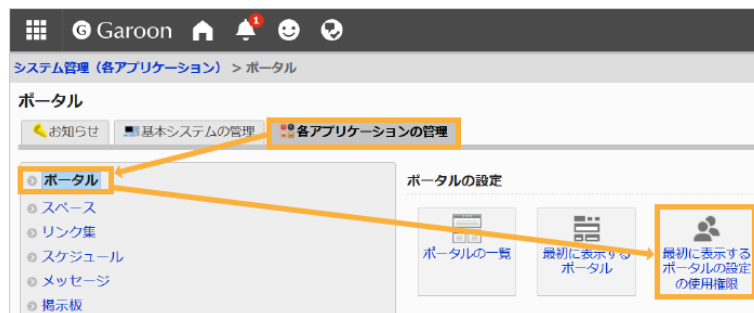 G Garoon 1
システム管理（各アプリケーション） > ポータル
ポータル
お知らせ 基本システムの管理 各アプリケーションの管理
ポータル
スペース
リンク集
スケジュール
メッセージ
掲示板
ポータルの設定
ポータルの一覧
最初に表示する
ポータル
最初に表示する
ポータルの設定
の使用権限